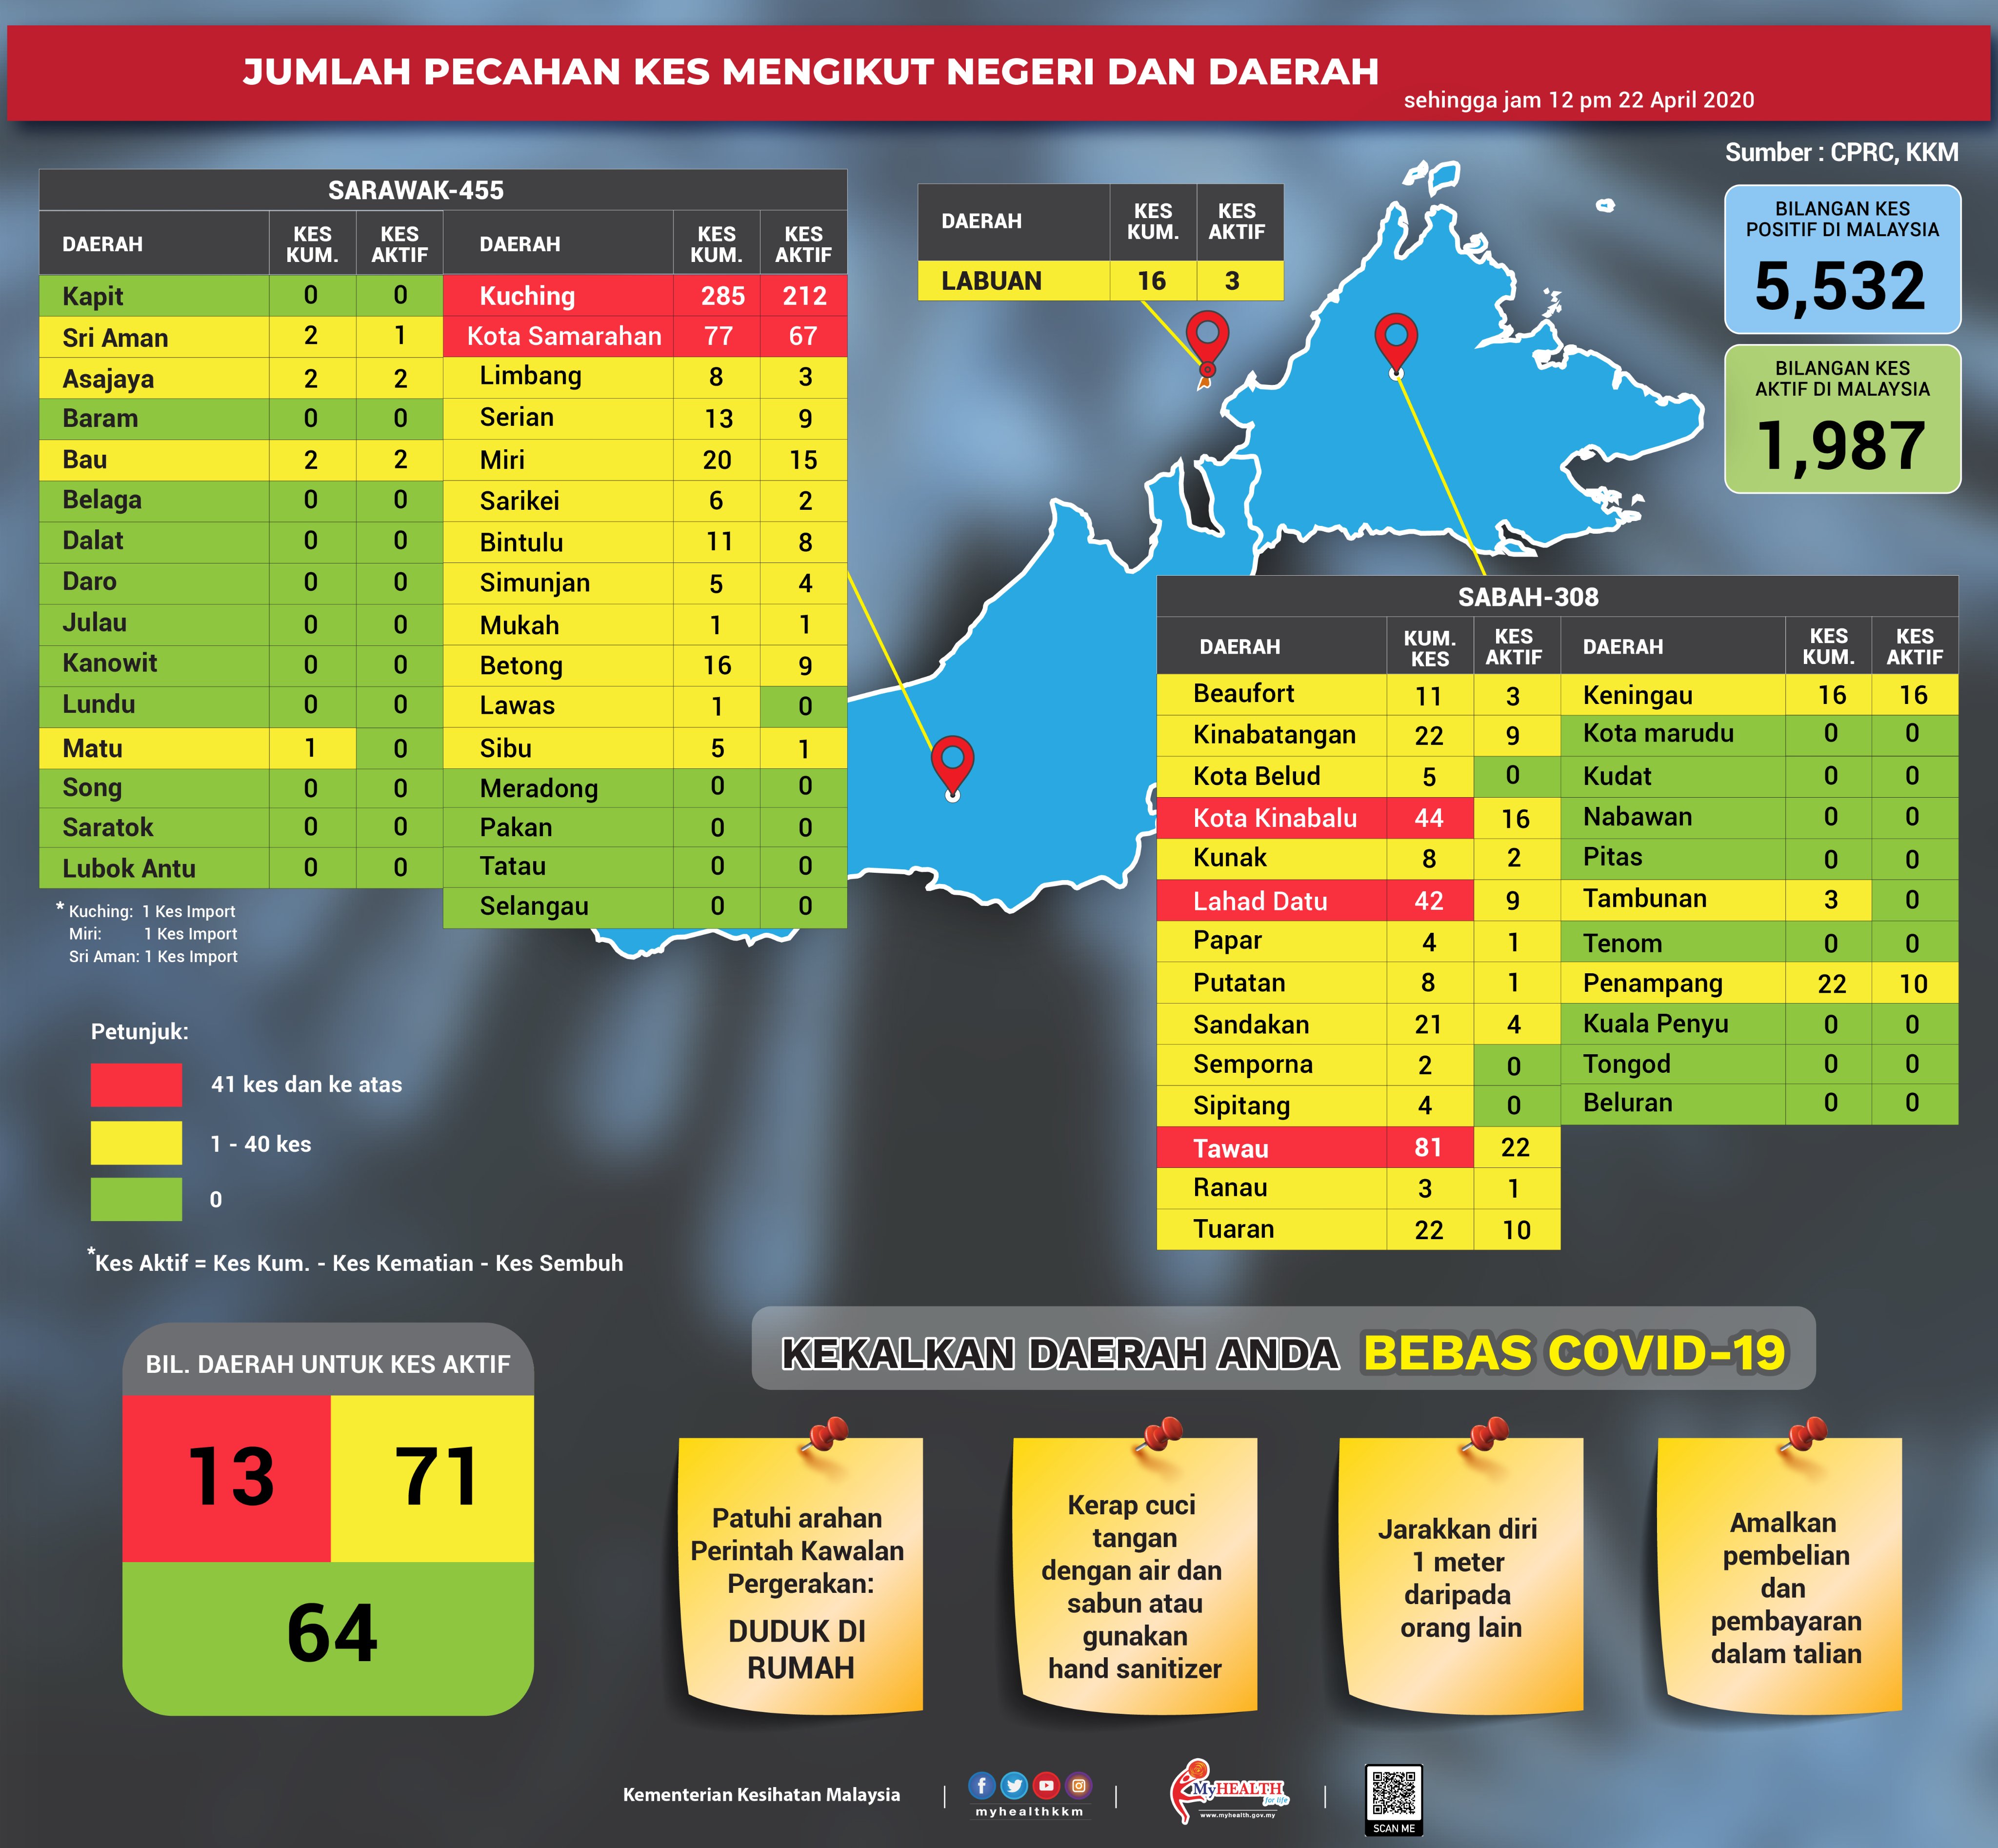 JUMLAH PECAHAN KES MENGIKUT NEGERI DAN DAERAH
sehingga jam 12 pm 22 April 2020
Sumber : CPRC, KKM
BILANGAN KES
POSITIF DI MALAYSIA
5,532
BILANGAN KES
AKTIF DI MALAYSIA
1,987
SARAWAK-455
DAERAH KES KUM. KES AKTIF DAERAH KES KUM. KES AKTIF
Kapit 0 0 Kuching 285 212
Sri Aman 2 1 Kota Samarahan 77 67
Asajaya 2 2 Limbang 8 3
Baram 0 0 Serian 13 9
Bau 2 2 Miri 20 15
Belaga 0 0 Sarikei 6 2
Dalat 0 0 Bintulu 11 8
Daro 0 0 Simunjan 5 4
Julau 0 0 Mukah 1 1
Kanowit 0 0 Betong 16 9
Lundu 0 0 Lawas 1 0
Matu 1 0 Sibu 5 1
Song 0 0 Meradong 0 0
Saratok 0 0 Pakan 0 0
Lubok Antu 0 0 Tatau 0 0
Selangau 0 0
* Kuching: 1 Kes Import
Miri: 1 Kes Import
Sri Aman: 1 Kes Import
DAERAH KES KUM. KES AKTIF
LABUAN 16 3
SABAH-308
DAERAH KUM. KES KES AKTIF DAERAH KES KUM. KES AKTIF
Beaufort 11 3 Keningau 16 16
Kinabatangan 22 9 Kota marudu 0 0
Kota Belud 5 0 Kudat 0 0
Kota Kinabalu 44 16 Nabawan 0 0
Kunak 8 2 Pitas 0 0
Lahad Datu 42 9 Tambunan 3 0
Papar 4 1 Tenom 0 0
Putatan 8 1 Penampang 22 10
Sandakan 21 4 Kuala Penyu 0 0
Semporna 2 0 Tongod 0 0
Sipitang 4 0 Beluran 0 0
Tawau 81 22
Ranau 3 1
Tuaran 22 10
Petunjuk:
41 kes dan ke atas
1 - 40 kes
0
*Kes Aktif = Kes Kum. - Kes Kematian - Kes Sembuh
BIL. DAERAH UNTUK KES AKTIF
13 71
64
KEKALKAN DAERAH ANDA BEBAS COVID-19
Patuhi arahan
Perintah Kawalan
Pergerakan:
DUDUK DI
RUMAH
Kerap cuci
tangan
dengan air dan
sabun atau
gunakan
hand sanitizer
Jarakkan diri
1 meter
daripada
orang lain
Amalkan
pembelian
dan
pembayaran
dalam talian
Kementerian Kesihatan Malaysia
myhealthkkm
MyHEALTH
for life
www.myhealth.gov.my
SCAN ME